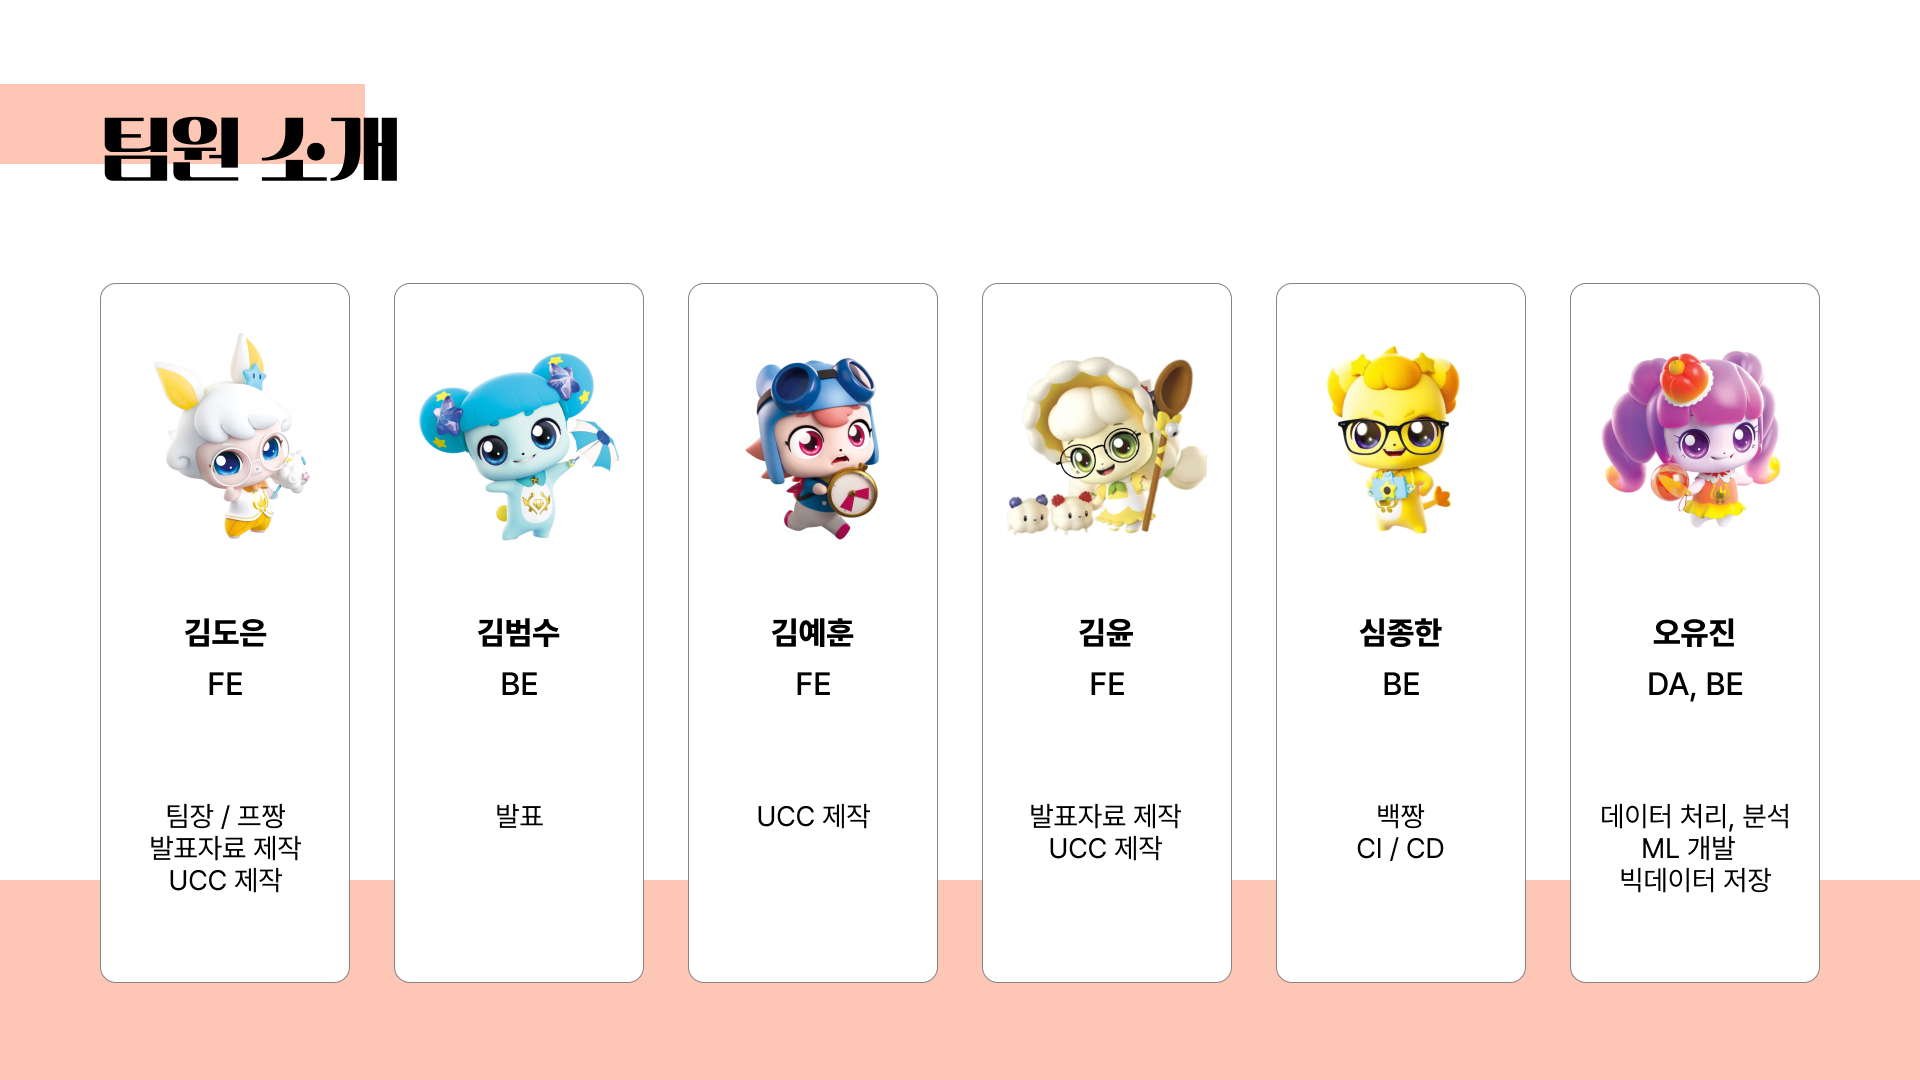 팀원 소개
김도은
FE
팀장 / 프짱
발표자료 제작
UCC 제작
김범수
BE
발표
김예훈
FE
UCC 제작
김윤
FE
발표자료 제작
UCC 제작
심종한
BE
백짱
CI / CD
오유진
DA, BE
데이터 처리, 분석
ML 개발
빅데이터 저장